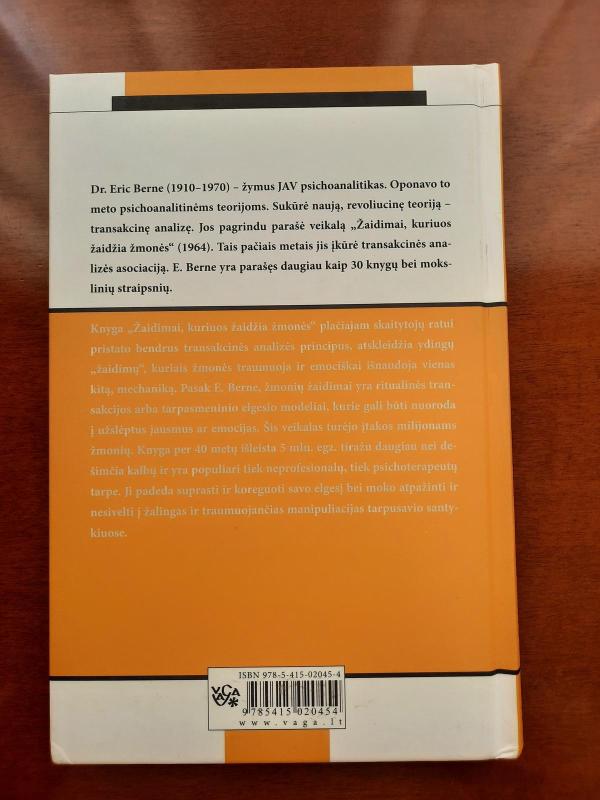 Dr. Eric Berne (1910–1970) – žymus JAV psichoanalitikas. Oponavo to
meto psichoanalitinėms teorijoms. Sukūrė naują, revoliucinę teoriją –
transakcinę analizę. Jos pagrindu parašė veikalą „Žaidimai, kuriuos
žaidžia žmonės“ (1964). Tais pačiais metais jis įkūrė transakcinės ana-
lizės asociaciją. E. Berne yra parašęs daugiau kaip 30 knygų bei moks-
linių straipsnių.
Knyga „Žaidimai, kuriuos žaidžia žmonės“ plačiajam skaitytojų ratui
pristato bendrus transakcinės analizės principus, atskleidžia ydingų
„žaidimų“, kuriais žmonės traumuoja ir emociškai išnaudoja vienas
kitą, mechaniką. Pasak E. Berne, žmonių žaidimai yra ritualinės tran-
sakcijos arba tarpasmeninio elgesio modeliai, kurie gali būti nuoroda
į užslėptus jausmus ar emocijas. Šis veikalas turėjo įtakos milijonams
žmonių. Knyga per 40 metų išleista 5 mln. egz. tiražu daugiau nei de-
šimčia kalbų ir yra populiari tiek neprofesionalų, tiek psichoterapeutų
tarpe. Ji padeda suprasti ir koreguoti savo elgesį bei moko atpažinti ir
nesivelti į žalingas ir traumuojančias manipuliacijas tarpusavio santy-
kiuose.
ISBN 978-5-415-02045-4
VAGA
9 785415 020454
www.vaga.lt